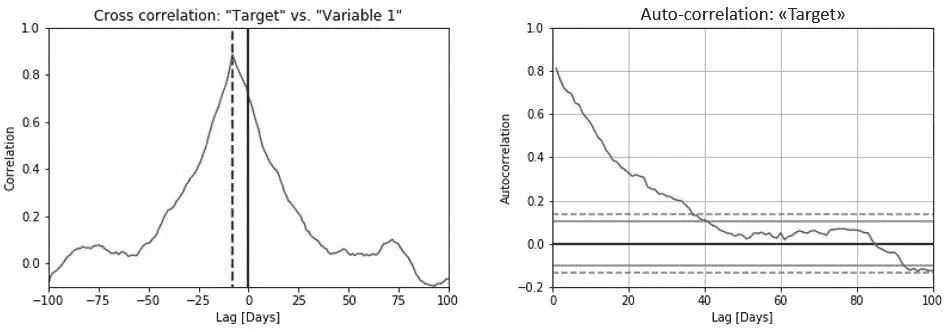 Cross correlation: "Target" vs. "Variable 1"
1.0
0.8
0.6
0.4
0.2
0.0
Correlation
−100 −75 −50 −25 0 25 50 75 100
Lag [Days]
Auto-correlation: «Target»
1.0
0.8
0.6
0.4
0.2
0.0
−0.2
Autocorrelation
0 20 40 60 80 100
Lag [Days]